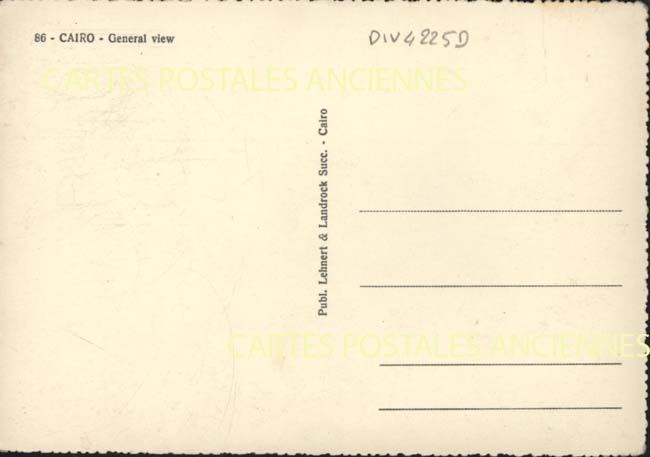 86 - CAIRO - General view
DIV4225D
CARTES POSTALES ANCIENNES
Publ. Lehnert & Landrock Succ. - Cairo
CARTES POSTALES ANCIENNES